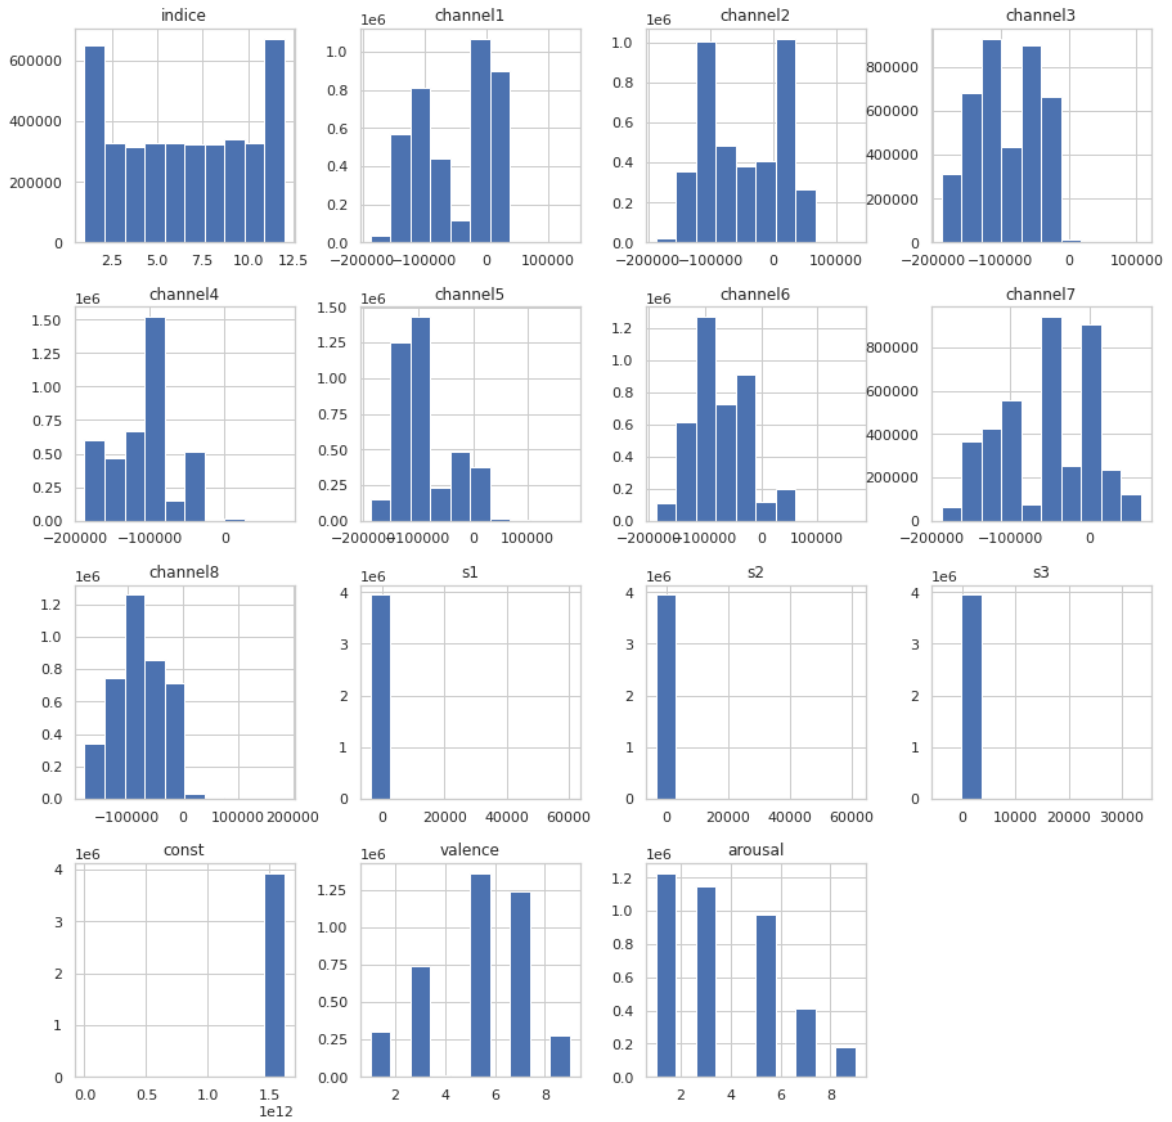 indice channel1 channel2 channel3
1e6 1e6
600000 1.0 1.0 800000
400000 0.8 0.8 600000
0.6 0.6 400000
200000 0.4 0.4 200000
0.2 0.2
0 0.0 0.0 0
2.5 5.0 7.5 10.0 12.5 −200000 −100000 0 100000 −200000 −100000 0 100000 −200000 −100000 0 100000
channel4 channel5 channel6 channel7
1e6 1e6 1e6
1.50 1.50 1.2 800000
1.25 1.25 1.0 600000
1.00 1.00 0.8
0.75 0.75 0.6 400000
0.50 0.50 0.4 200000
0.25 0.25 0.2
0.00 0.00 0.0 0
−200000 −100000 0 −200000 −100000 0 100000 −200000 −100000 0 100000 −200000 −100000 0
channel8 s1 s2 s3
1e6 1e6 1e6 1e6
1.2 4 4 4
1.0 3 3 3
0.8
0.6 2 2 2
0.4 1 1 1
0.2
0.0 0 0 0
−100000 0 100000 200000 0 20000 40000 60000 0 20000 40000 60000 0 10000 20000 30000
const valence arousal
1e6 1e6 1e6
4 1.25 1.2
3 1.00 1.0
0.75 0.8
2 0.50 0.6
1 0.25 0.4
0.2
0 0.00 0.0
0.0 0.5 1.0 1.5 2 4 6 8 2 4 6 8
1e12